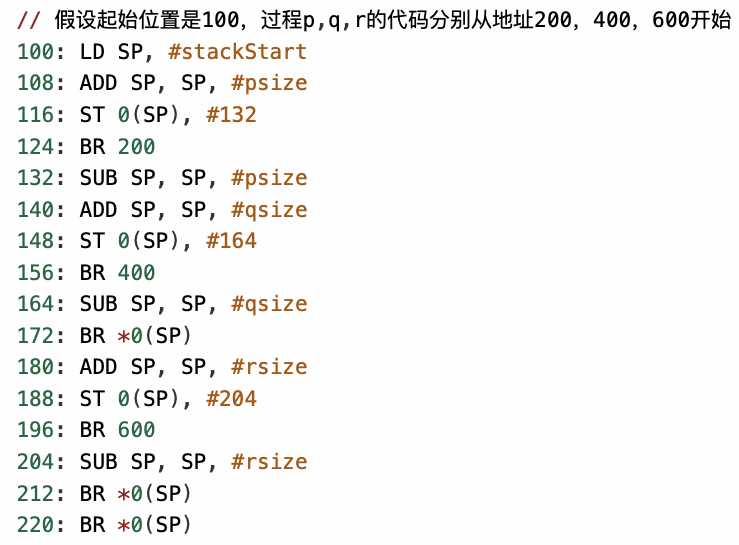 // 假设起始位置是100，过程p,q,r的代码分别从地址200，400，600开始
100: LD SP, #stackStart
108: ADD SP, SP, #psize
116: ST 0(SP), #132
124: BR 200
132: SUB SP, SP, #psize
140: ADD SP, SP, #qsize
148: ST 0(SP), #164
156: BR 400
164: SUB SP, SP, #qsize
172: BR *0(SP)
180: ADD SP, SP, #rsize
188: ST 0(SP), #204
196: BR 600
204: SUB SP, SP, #rsize
212: BR *0(SP)
220: BR *0(SP)